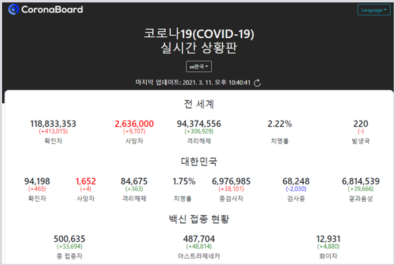 CoronaBoard
Language
코로나19(COVID-19)
실시간 상황판
한국
마지막 업데이트: 2021. 3. 11. 오후 10:40:41
전 세계
118,833,353 2,636,000 94,374,556 2.22% 220
(+413,015) (+9,707) (+308,929) (-)
확진자 사망자 격리해제 치명률 발생국
대한민국
94,198 1,652 84,675 1.75% 6,976,985 68,248 6,814,539
(+465) (+4) (+363) (+38,101) (-2,030) (+39,666)
확진자 사망자 격리해제 치명률 총검사자 검사중 결과음성
백신 접종 현황
500,635 487,704 12,931
(+53,694) (+48,814) (+4,880)
총 접종자 아스트라제네카 화이자